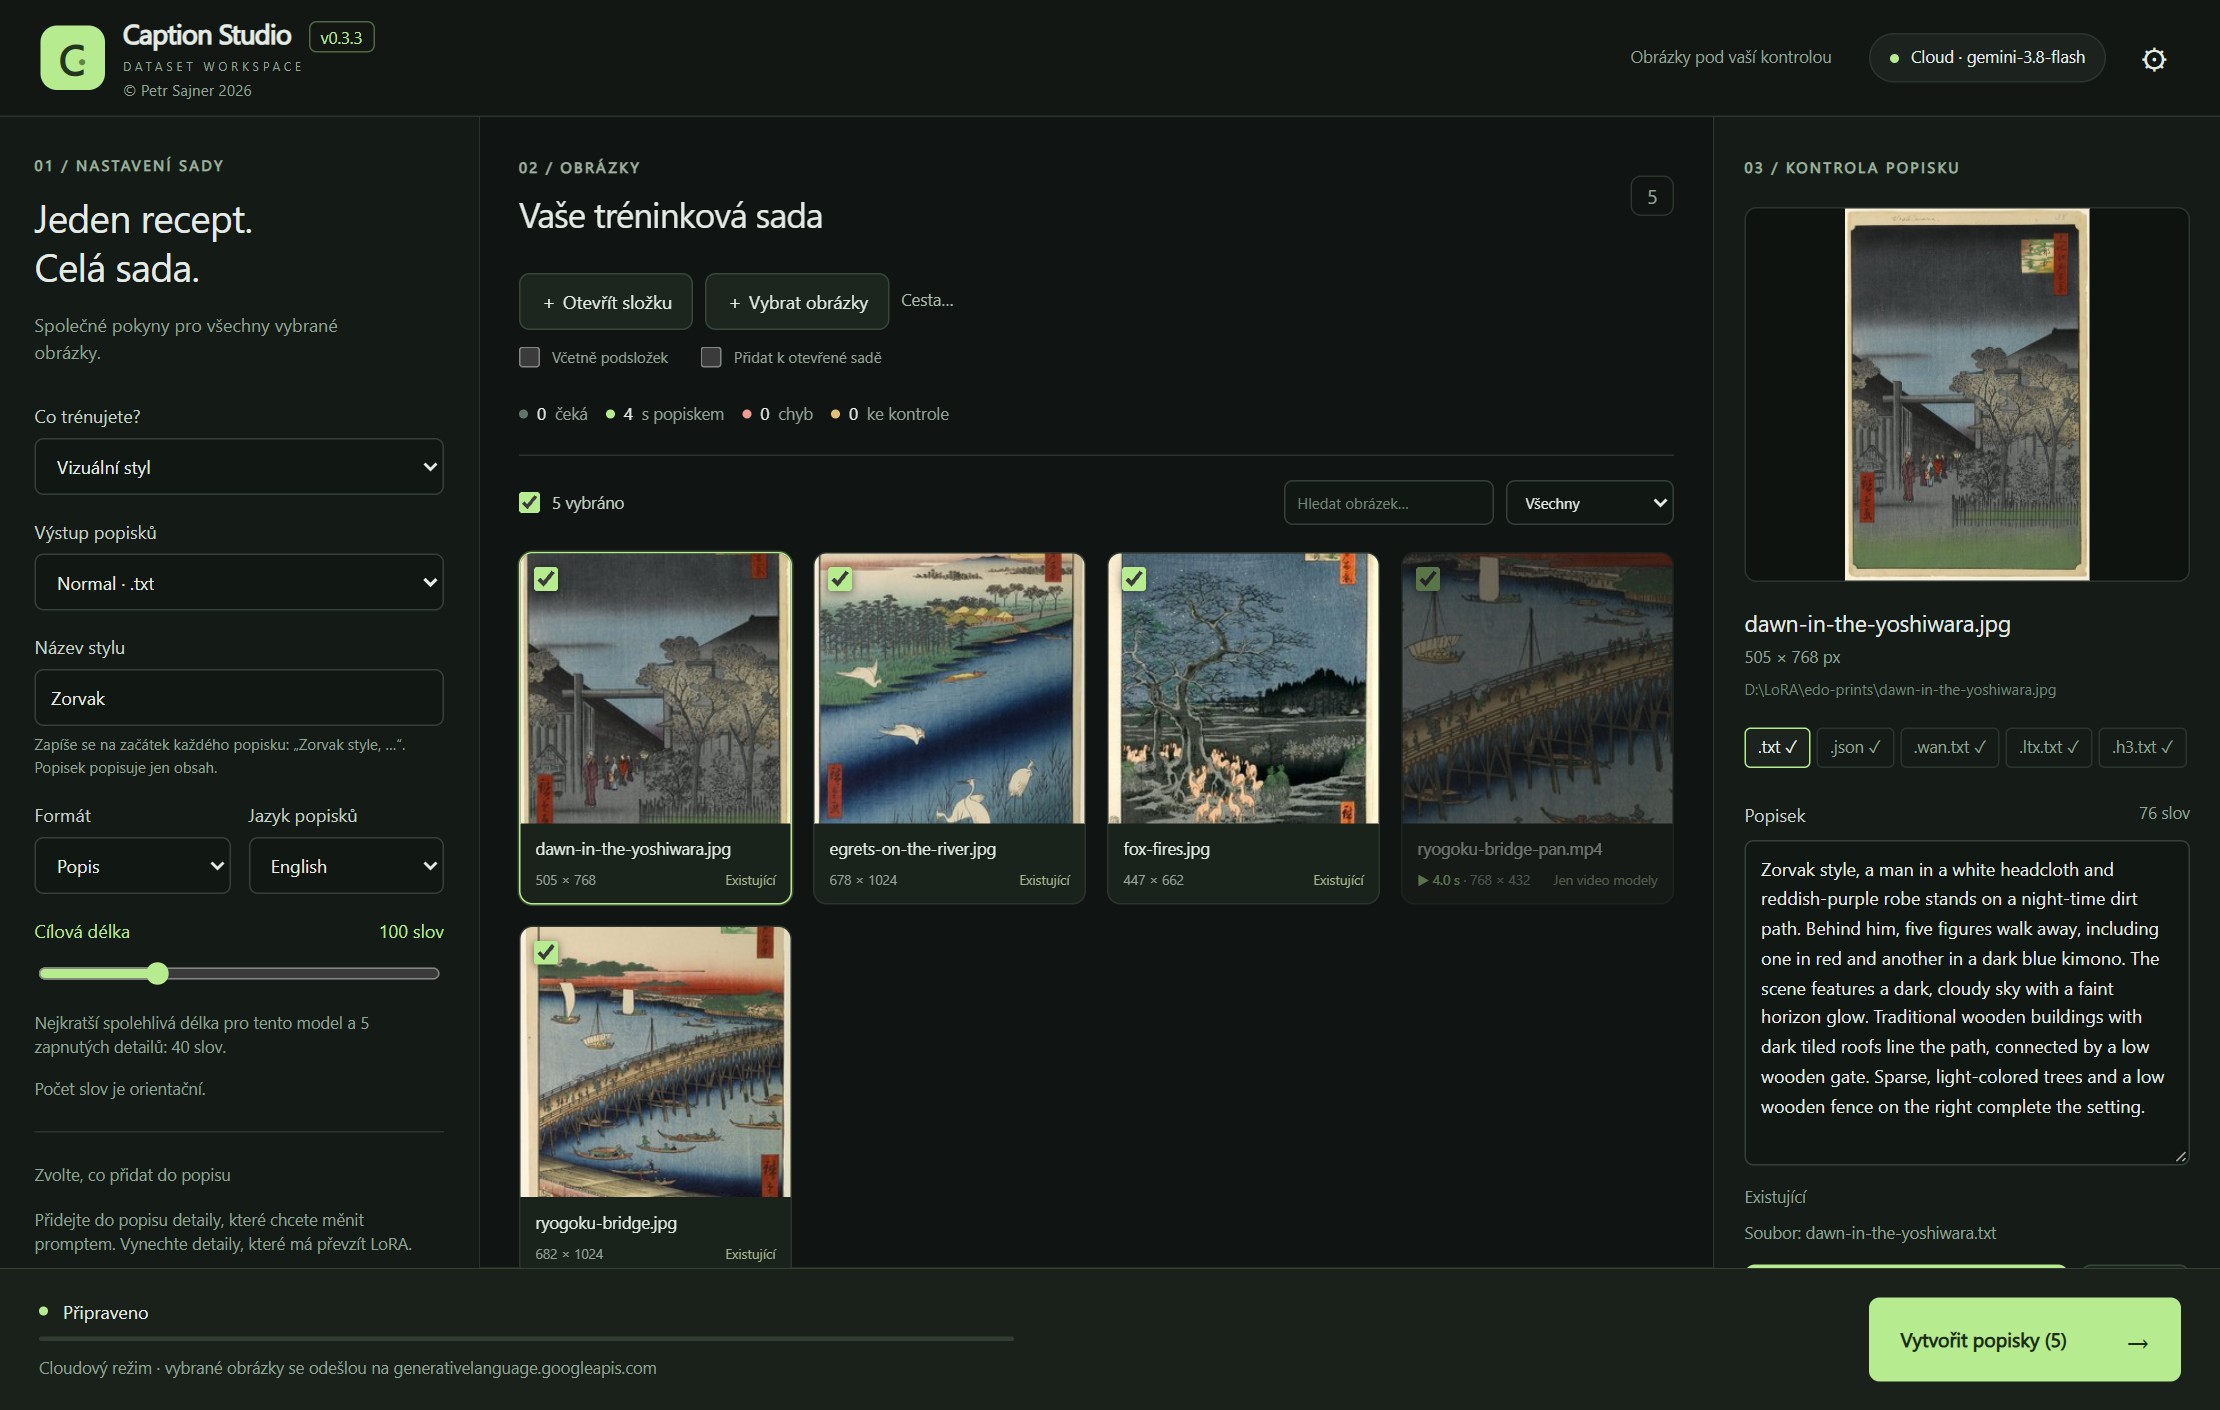 Caption Studio v0.3.3
DATASET WORKSPACE
© Petr Sajner 2026
Obrázky pod vaší kontrolou
Cloud · gemini-3.8-flash
01 / NASTAVENÍ SADY
Jeden recept.
Celá sada.
Společné pokyny pro všechny vybrané
obrázky.
Co trénujete?
Vizuální styl
Výstup popisků
Normal · .txt
Název stylu
Zorvak
Zapíše se na začátek každého popisku: „Zorvak style, …“.
Popisek popisuje jen obsah.
Formát Jazyk popisků
Popis English
Cílová délka 100 slov
Nejkratší spolehlivá délka pro tento model a 5
zapnutých detailů: 40 slov.
Počet slov je orientační.
Zvolte, co přidat do popisu
Přidejte do popisu detaily, které chcete měnit
promptem. Vynechte detaily, které má převzít LoRA.
02 / OBRÁZKY
Vaše tréninková sada
5
+ Otevřít složku + Vybrat obrázky Cesta...
Včetně podsložek Přidat k otevřené sadě
0 čeká 4 s popiskem 0 chyb 0 ke kontrole
5 vybráno
Hledat obrázek... Všechny
dawn-in-the-yoshiwara.jpg
505 × 768 Existující
egrets-on-the-river.jpg
678 × 1024 Existující
fox-fires.jpg
447 × 662 Existující
ryogoku-bridge-pan.mp4
▶ 4.0 s · 768 × 432 Jen video modely
ryogoku-bridge.jpg
682 × 1024 Existující
03 / KONTROLA POPISKU
dawn-in-the-yoshiwara.jpg
505 × 768 px
D:\LoRA\edo-prints\dawn-in-the-yoshiwara.jpg
.txt ✓ .json ✓ .wan.txt ✓ .ltx.txt ✓ .h3.txt ✓
Popisek 76 slov
Zorvak style, a man in a white headcloth and
reddish-purple robe stands on a night-time dirt
path. Behind him, five figures walk away, including
one in red and another in a dark blue kimono. The
scene features a dark, cloudy sky with a faint
horizon glow. Traditional wooden buildings with
dark tiled roofs line the path, connected by a low
wooden gate. Sparse, light-colored trees and a low
wooden fence on the right complete the setting.
Existující
Soubor: dawn-in-the-yoshiwara.txt
Připraveno
Cloudový režim · vybrané obrázky se odešlou na generativelanguage.googleapis.com
Vytvořit popisky (5) →